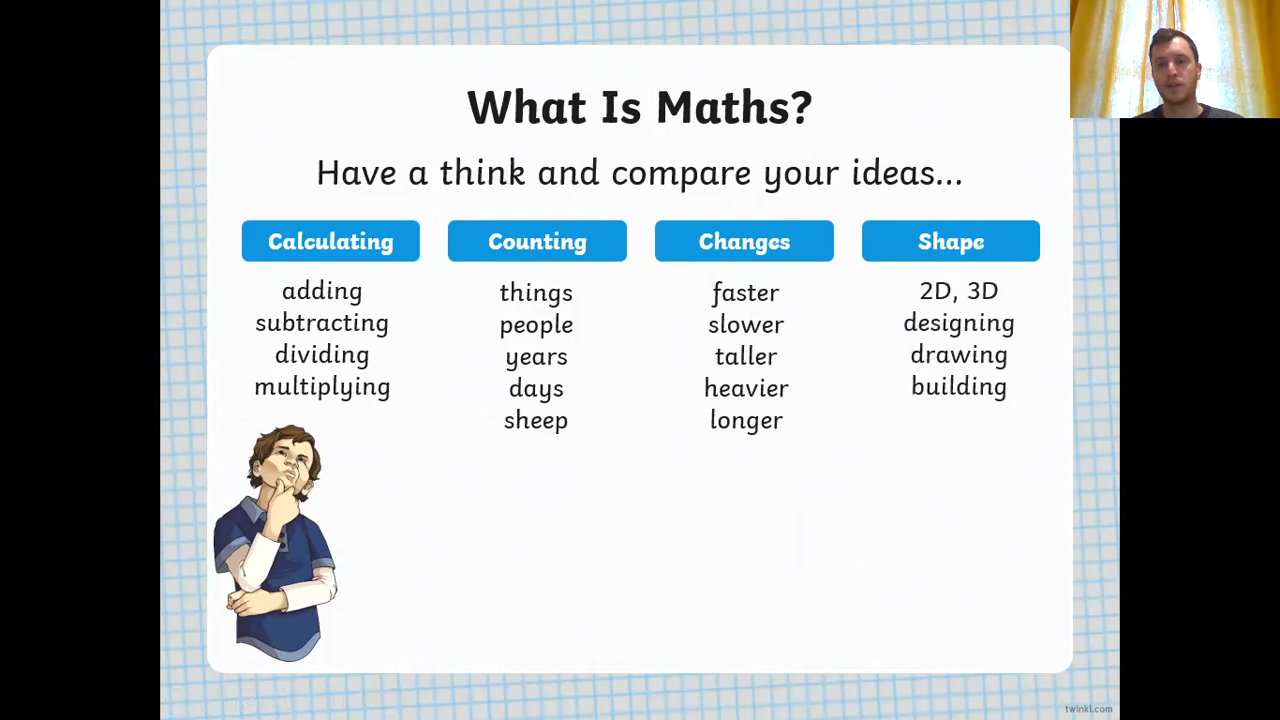 What Is Maths?
Have a think and compare your ideas...
Calculating
adding
subtracting
dividing
multiplying
Counting
things
people
years
days
sheep
Changes
faster
slower
taller
heavier
longer
Shape
2D, 3D
designing
drawing
building
twinkl.com